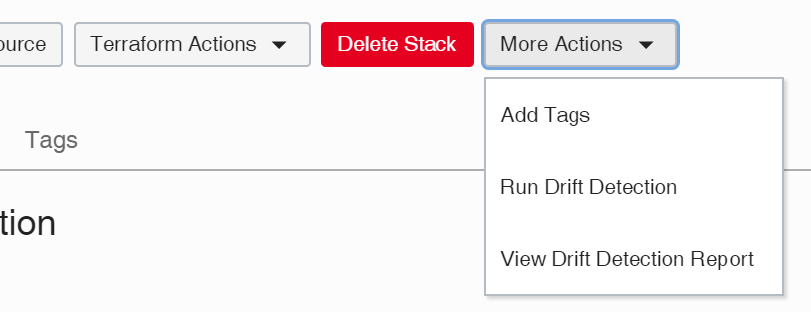 ource
Terraform Actions
Delete Stack
More Actions
Add Tags
Tags
Run Drift Detection
tion
View Drift Detection Report